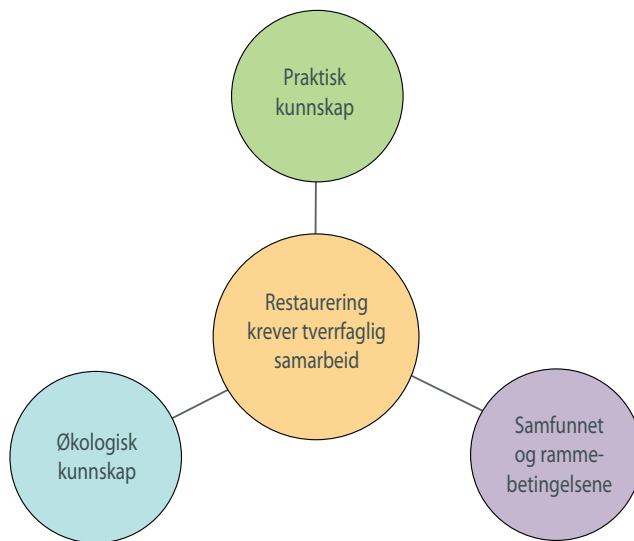 Praktisk
kunnskap
Restaurering
krever tverrfaglig
samarbeid
Økologisk
kunnskap
Samfunnet
og ramme-
betingelsene